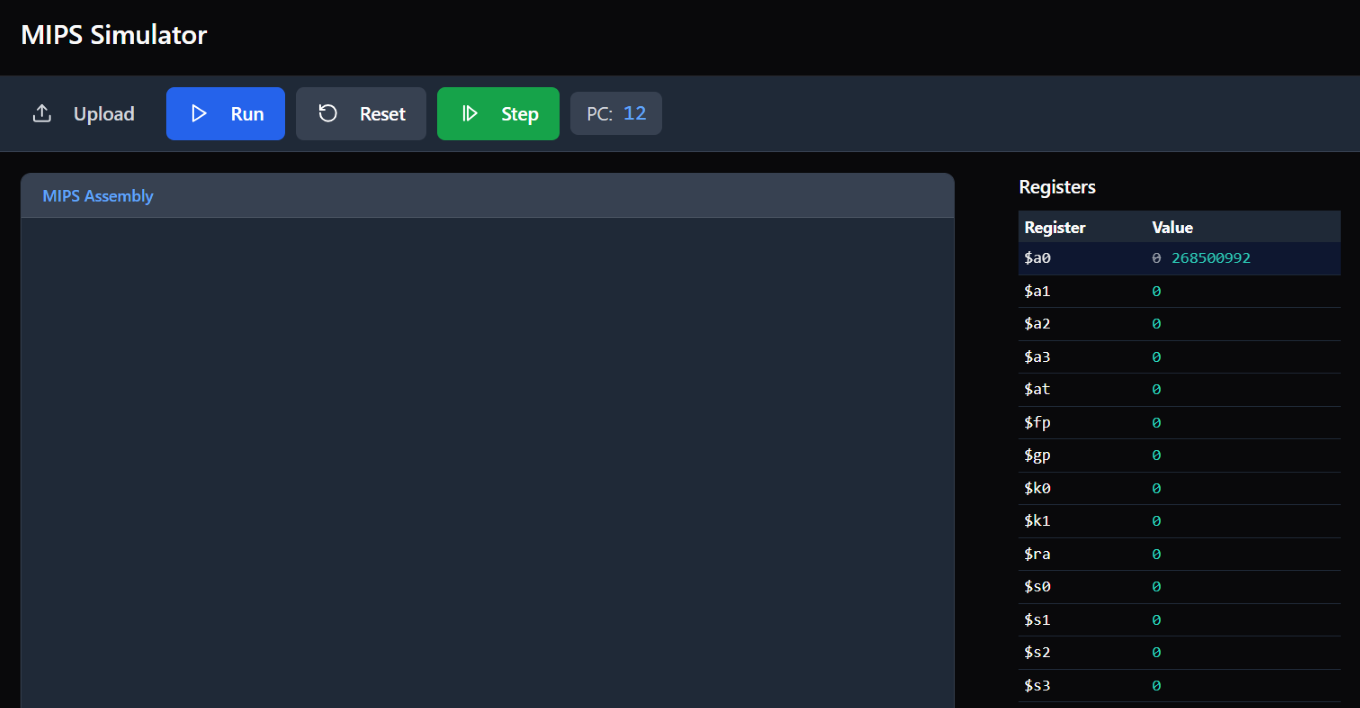 MIPS Simulator
Upload Run Reset Step PC: 12
MIPS Assembly
Registers
Register Value
$a0 0 268500992
$a1 0
$a2 0
$a3 0
$at 0
$fp 0
$gp 0
$k0 0
$k1 0
$ra 0
$s0 0
$s1 0
$s2 0
$s3 0